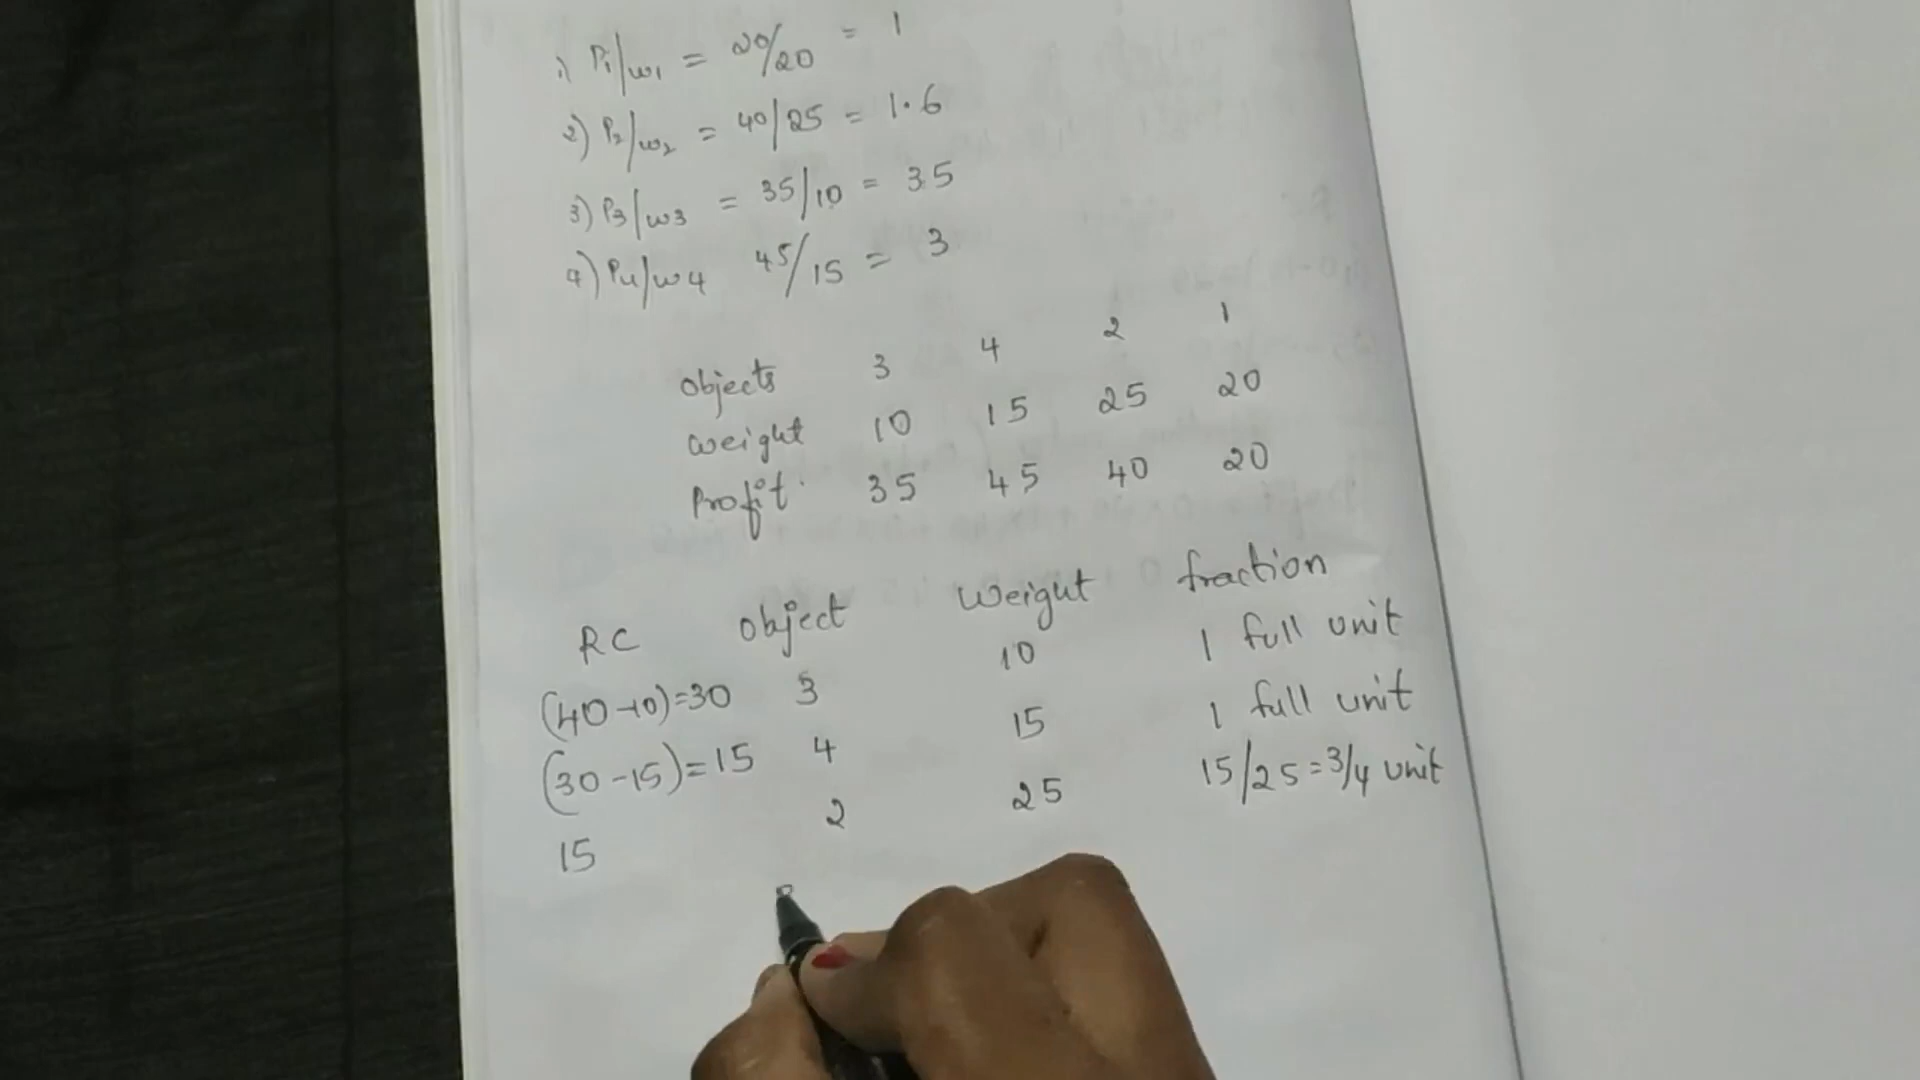 1) P1/w1 = 20/20 = 1
2) P2/w2 = 40/25 = 1.6
3) P3/w3 = 35/10 = 3.5
4) P4/w4 45/15 = 3
objects 3 4 2 1
weight 10 15 25 20
Profit 35 45 40 20
RC object weight fraction
(40-10)=30 3 10 1 full unit
(30-15)=15 4 15 1 full unit
15 2 25 15/25=3/4 unit